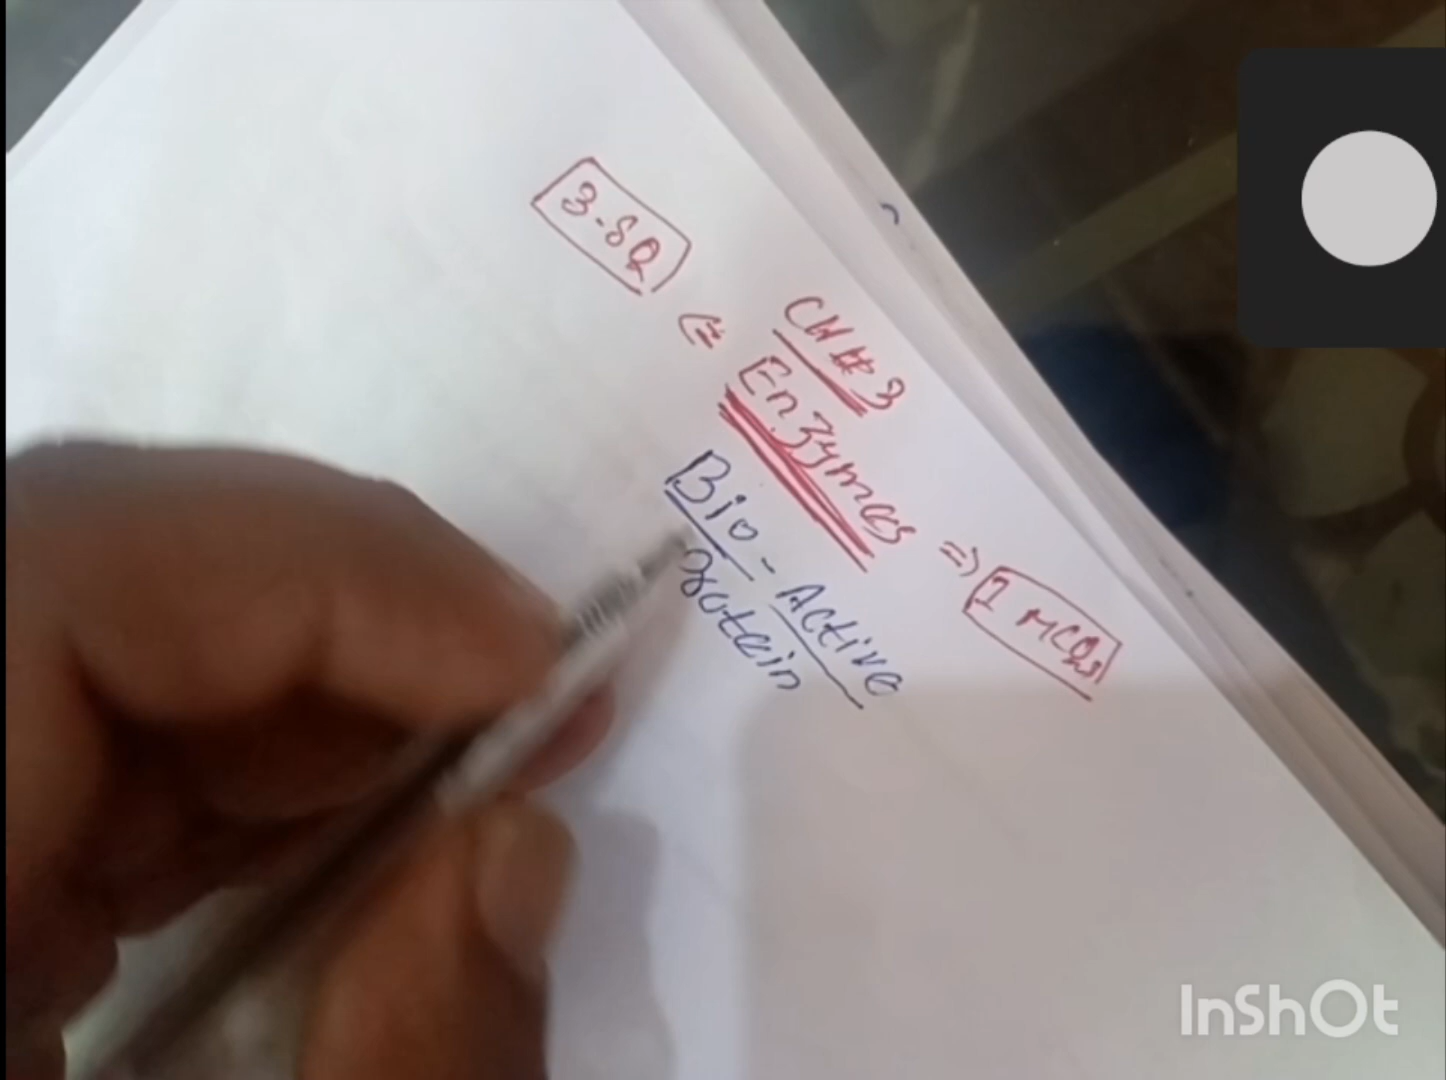 CH#3
3-SQ ⇐ Enzymes ⇒ 1 MCQs
Bio-Active
Protein
InShOt